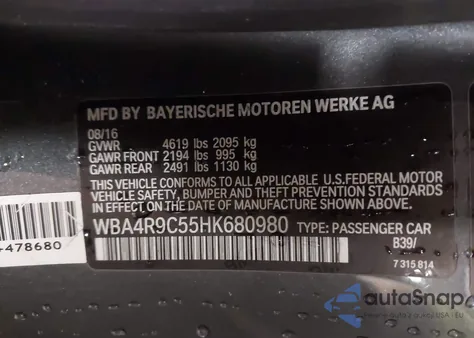 MFD BY BAYERISCHE MOTOREN WERKE AG
08/16
GVWR 4619 lbs 2095 kg
GAWR FRONT 2194 lbs 995 kg
GAWR REAR 2491 lbs 1130 kg
THIS VEHICLE CONFORMS TO ALL APPLICABLE U.S.FEDERAL MOTOR
VEHICLE SAFETY, BUMPER AND THEFT PREVENTION STANDARDS
IN EFFECT ON THE DATE OF MANUFACTURE SHOWN ABOVE.
WBA4R9C55HK680980 TYPE: PASSENGER CAR
B39/
7 315 814
+478680
autoSnap